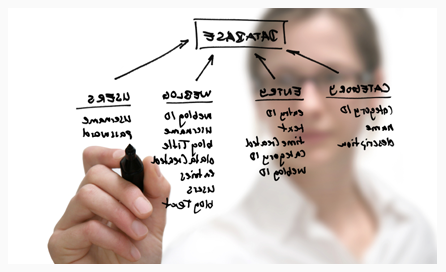 DATABASE
USERS
username
password
WEBLOG
weblog ID
username
blog Title
date Created
entries
users
blog Text
ENTRY
entry ID
text
time Created
Category ID
weblog ID
CATEGORY
Category ID
name
description